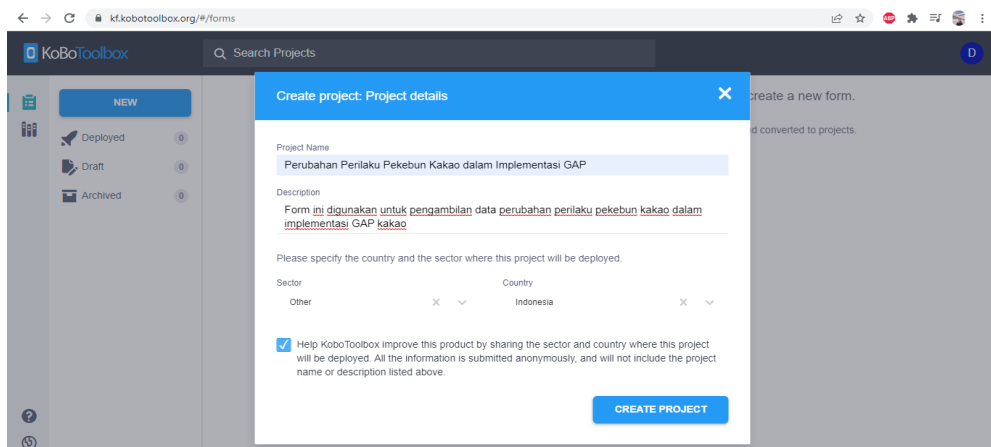 kf.kobotoolbox.org/#/forms
ABP
KoBoToolbox
Search Projects
D
NEW
Deployed 0
Draft 0
Archived 0
create a new form.
d converted to projects.
Create project: Project details
Project Name
Perubahan Perilaku Pekebun Kakao dalam Implementasi GAP
Description
Form ini digunakan untuk pengambilan data perubahan perilaku pekebun kakao dalam
implementasi GAP kakao
Please specify the country and the sector where this project will be deployed.
Sector Country
Other Indonesia
Help KoboToolbox improve this product by sharing the sector and country where this project
will be deployed. All the information is submitted anonymously, and will not include the project
name or description listed above.
CREATE PROJECT